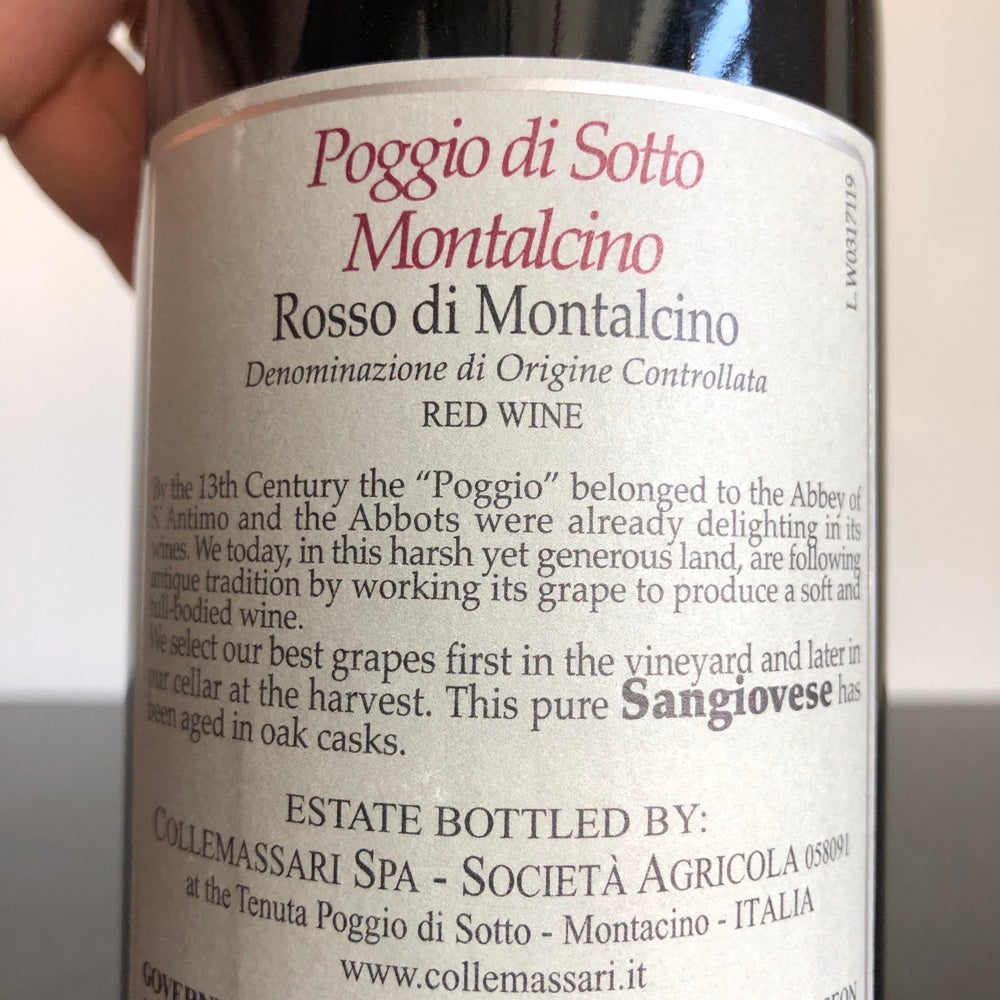 Poggio di Sotto
Montalcino
Rosso di Montalcino
Denominazione di Origine Controllata
RED WINE
L.W0317119
By the 13th Century the “Poggio” belonged to the Abbey of
S. Antimo and the Abbots were already delighting in its
wines. We today, in this harsh yet generous land, are following
antique tradition by working its grape to produce a soft and
full-bodied wine.
We select our best grapes first in the vineyard and later in
our cellar at the harvest. This pure Sangiovese has
been aged in oak casks.
ESTATE BOTTLED BY:
COLLEMASSARI SPA - SOCIETÀ AGRICOLA 058091
at the Tenuta Poggio di Sotto - Montacino - ITALIA
www.collemassari.it